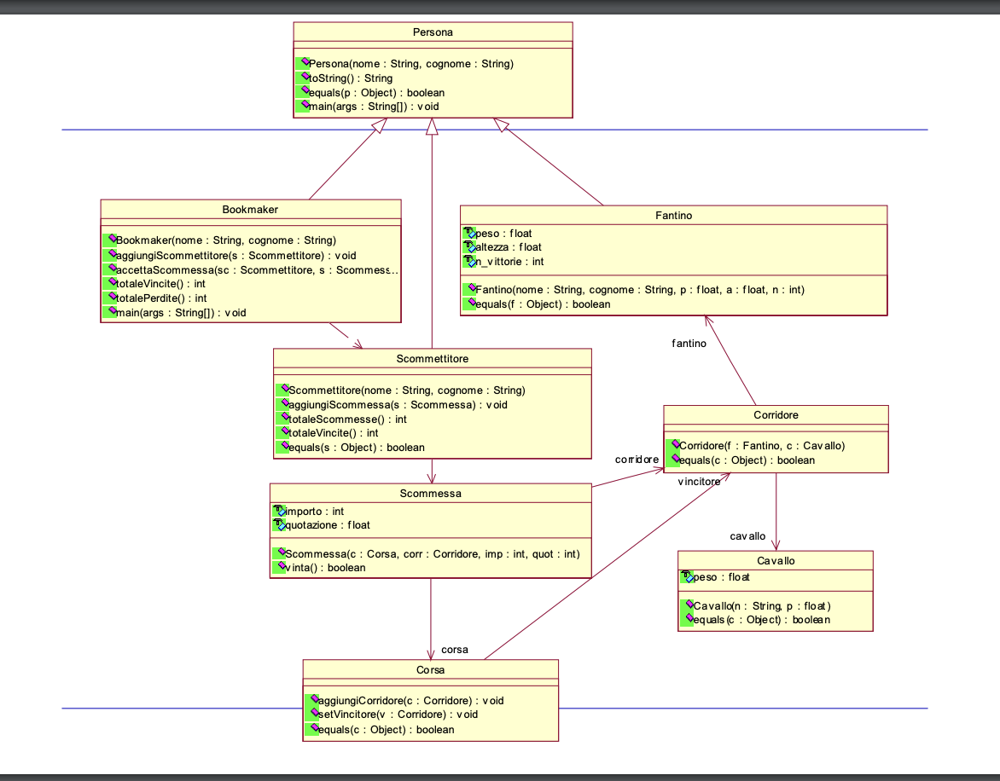 Persona
Persona(nome : String, cognome : String)
toString() : String
equals(p : Object) : boolean
main(args : String[]) : void
Bookmaker
Bookmaker(nome : String, cognome : String)
aggiungiScommettitore(s : Scommettitore) : void
accettaScommessa(sc : Scommettitore, s : Scommess...
totaleVincite() : int
totalePerdite() : int
main(args : String[]) : void
Fantino
peso : float
altezza : float
n_vittorie : int
Fantino(nome : String, cognome : String, p : float, a : float, n : int)
equals(f : Object) : boolean
fantino
Scommettitore
Scommettitore(nome : String, cognome : String)
aggiungiScommessa(s : Scommessa) : void
totaleScommesse() : int
totaleVincite() : int
equals(s : Object) : boolean
Corridore
Corridore(f : Fantino, c : Cavallo)
equals(c : Object) : boolean
corridore
vincitore
Scommessa
importo : int
quotazione : float
Scommessa(c : Corsa, corr : Corridore, imp : int, quot : int)
vinta() : boolean
cavallo
Cavallo
peso : float
Cavallo(n : String, p : float)
equals(c : Object) : boolean
corsa
Corsa
aggiungiCorridore(c : Corridore) : void
setVincitore(v : Corridore) : void
equals(c : Object) : boolean